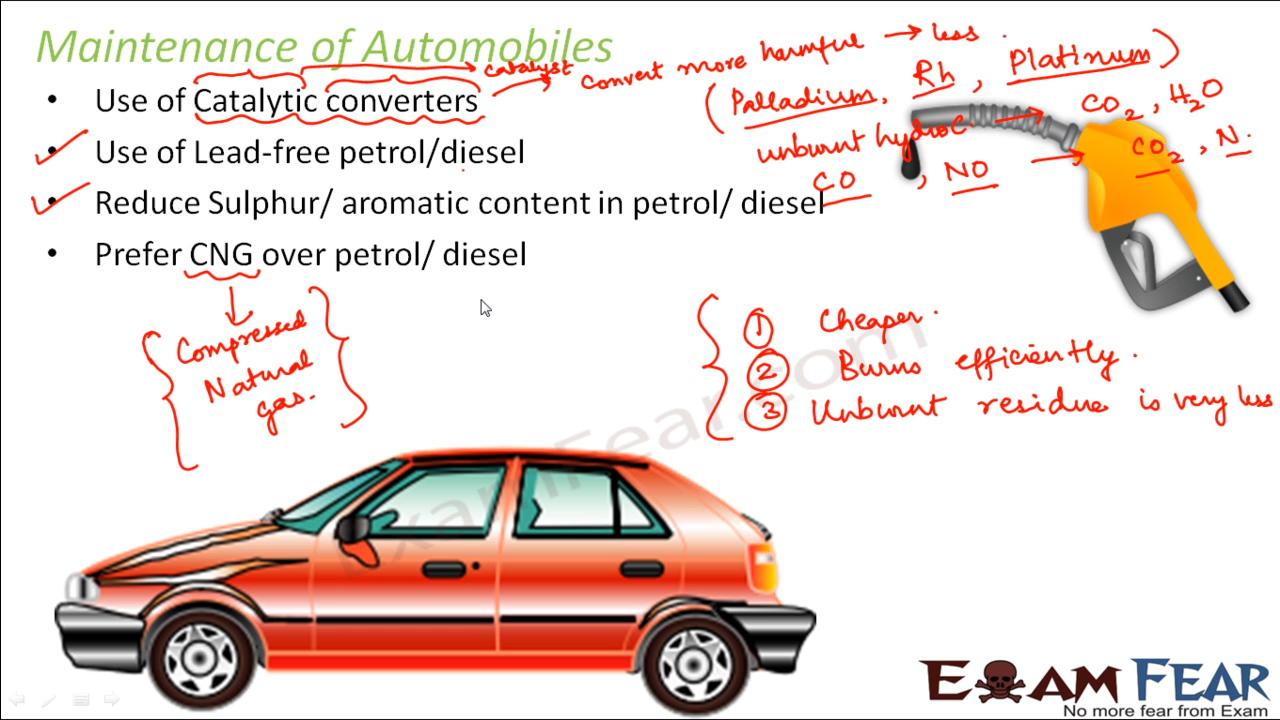 Maintenance of Automobiles
• Use of Catalytic converters
catalyst
convert more harmful → less .
(Palladium, Rh, Platinum)
unburnt hydroC. → CO2, H2O
CO, NO → CO2, N.
• Use of Lead-free petrol/diesel
• Reduce Sulphur/ aromatic content in petrol/ diesel
• Prefer CNG over petrol/ diesel
Compressed
Natural
gas.
1 Cheaper.
2 Burns efficiently.
3 Unburnt residue is very less
ExamFear.com
EXAM FEAR
No more fear from Exam